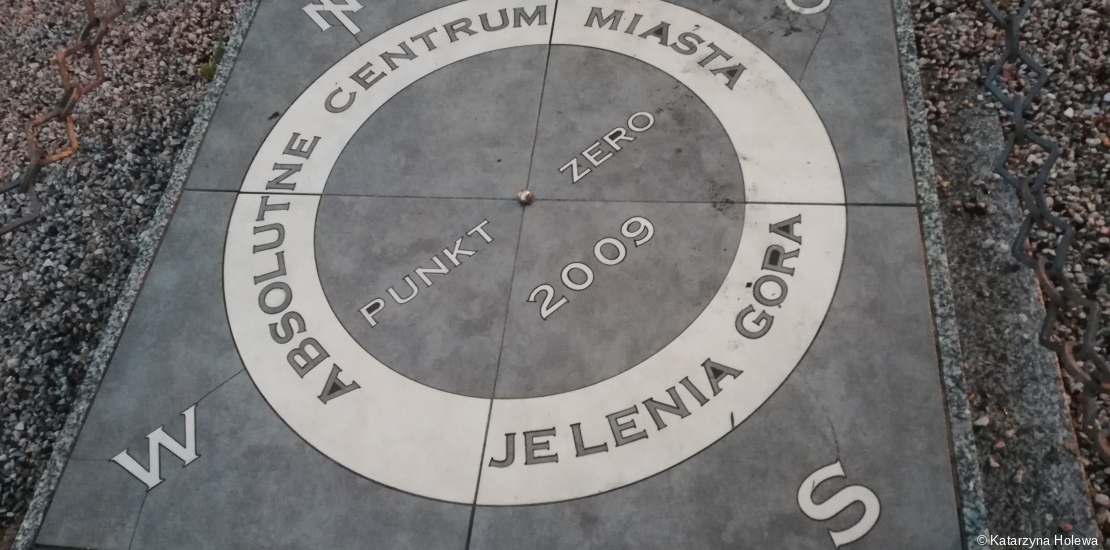 N
O
ABSOLUTNE CENTRUM MIASTA
JELENIA GÓRA
PUNKT ZERO
2009
W
S
© Katarzyna Holewa